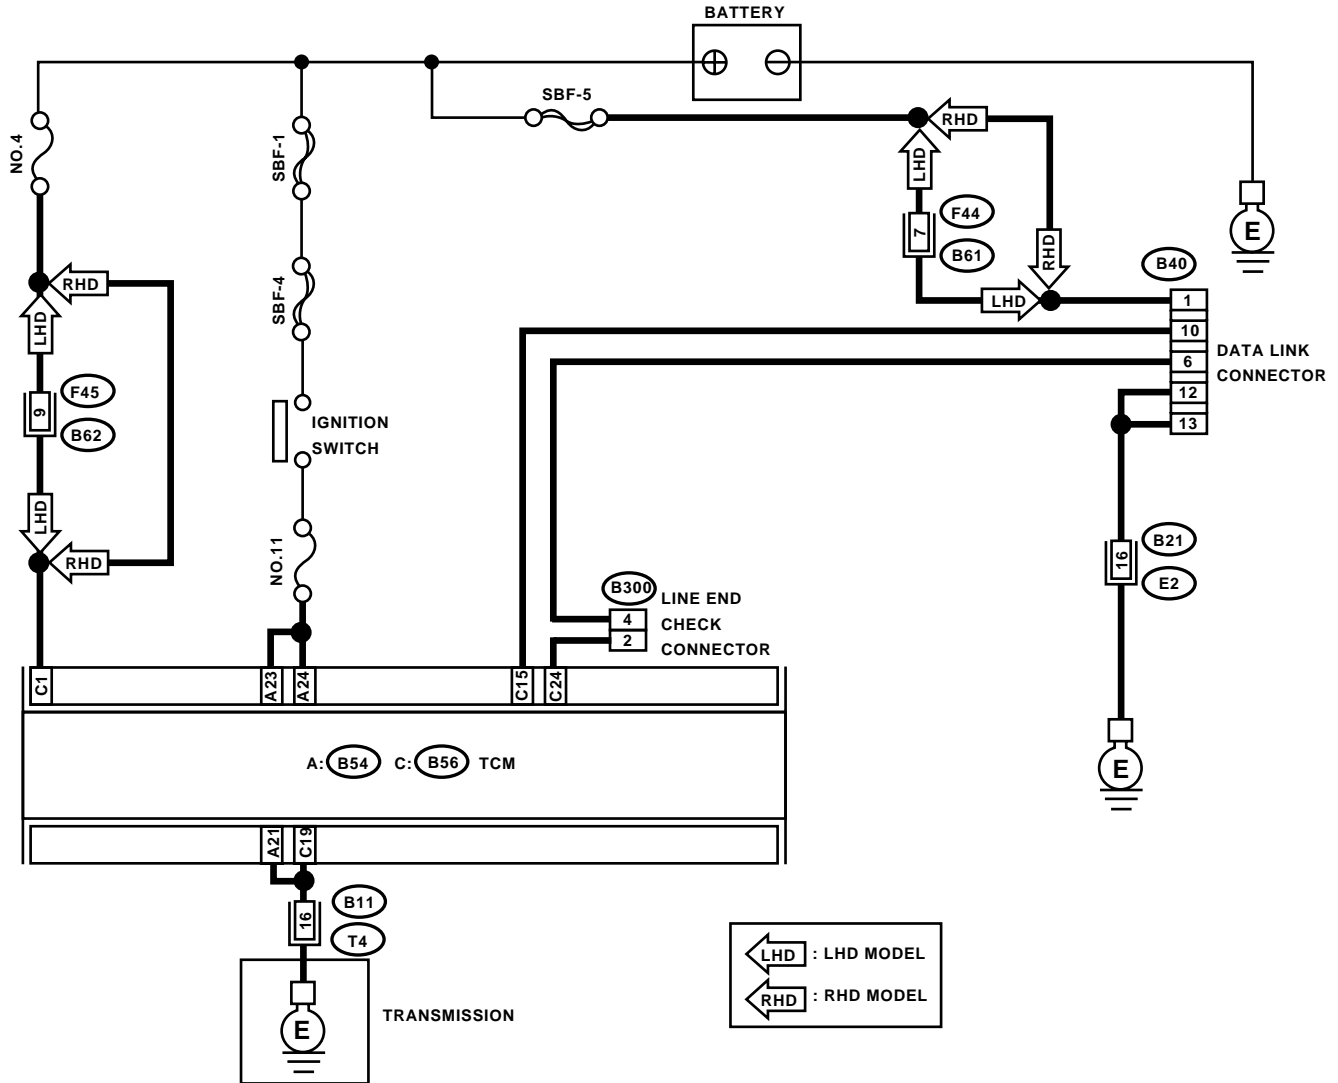 BATTERY
SBF-5
NO.4
SBF-1
RHD
LHD
7
F44
B61
RHD
E
B40
RHD
LHD
SBF-4
LHD
1
10
6
12
13
DATA LINK
CONNECTOR
9
F45
B62
IGNITION
SWITCH
LHD
RHD
NO.11
16
B21
E2
B300
4
2
LINE END
CHECK
CONNECTOR
C1
A23
A24
C15
C24
A:
B54
C:
B56
TCM
E
A21
C19
16
B11
T4
E
TRANSMISSION
LHD
: LHD MODEL
RHD
: RHD MODEL